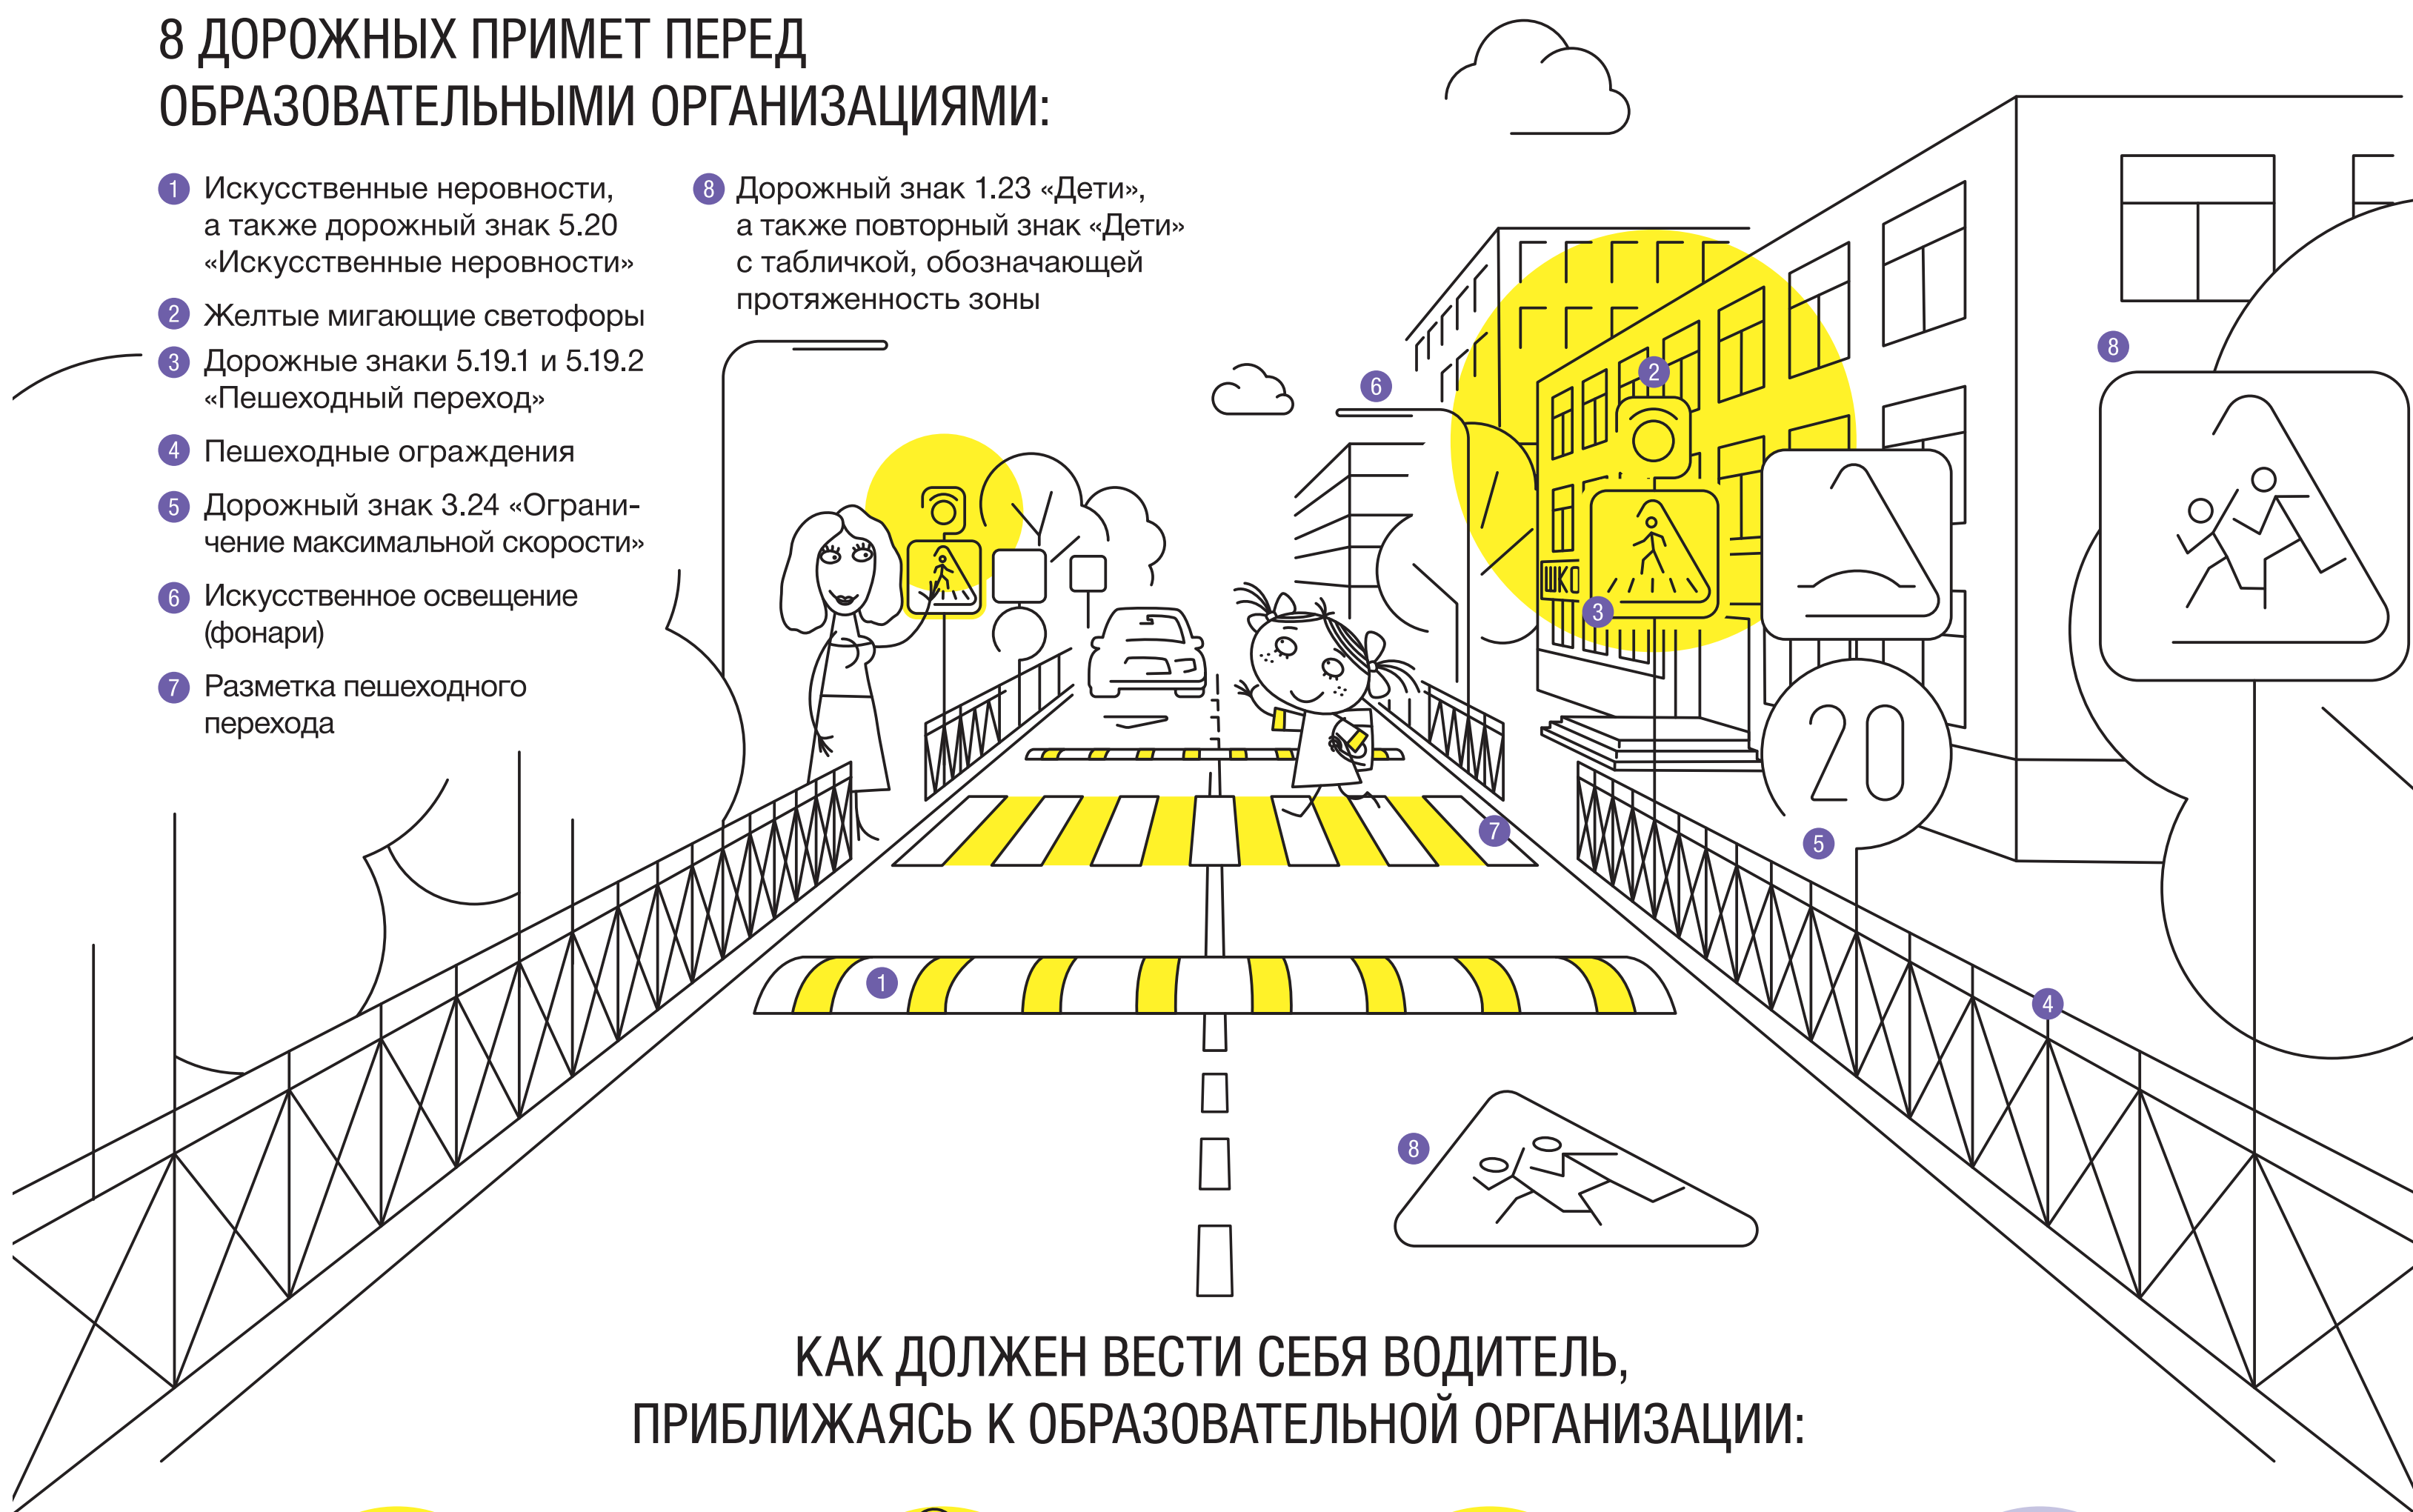 8 ДОРОЖНЫХ ПРИМЕТ ПЕРЕД
ОБРАЗОВАТЕЛЬНЫМИ ОРГАНИЗАЦИЯМИ:
1 Искусственные неровности,
а также дорожный знак 5.20
«Искусственные неровности»
2 Желтые мигающие светофоры
3 Дорожные знаки 5.19.1 и 5.19.2
«Пешеходный переход»
4 Пешеходные ограждения
5 Дорожный знак 3.24 «Ограни-
чение максимальной скорости»
6 Искусственное освещение
(фонари)
7 Разметка пешеходного
перехода
8 Дорожный знак 1.23 «Дети»,
а также повторный знак «Дети»
с табличкой, обозначающей
протяженность зоны
8
6
2
ШКО
3
20
5
7
1
4
8
КАК ДОЛЖЕН ВЕСТИ СЕБЯ ВОДИТЕЛЬ,
ПРИБЛИЖАЯСЬ К ОБРАЗОВАТЕЛЬНОЙ ОРГАНИЗАЦИИ: